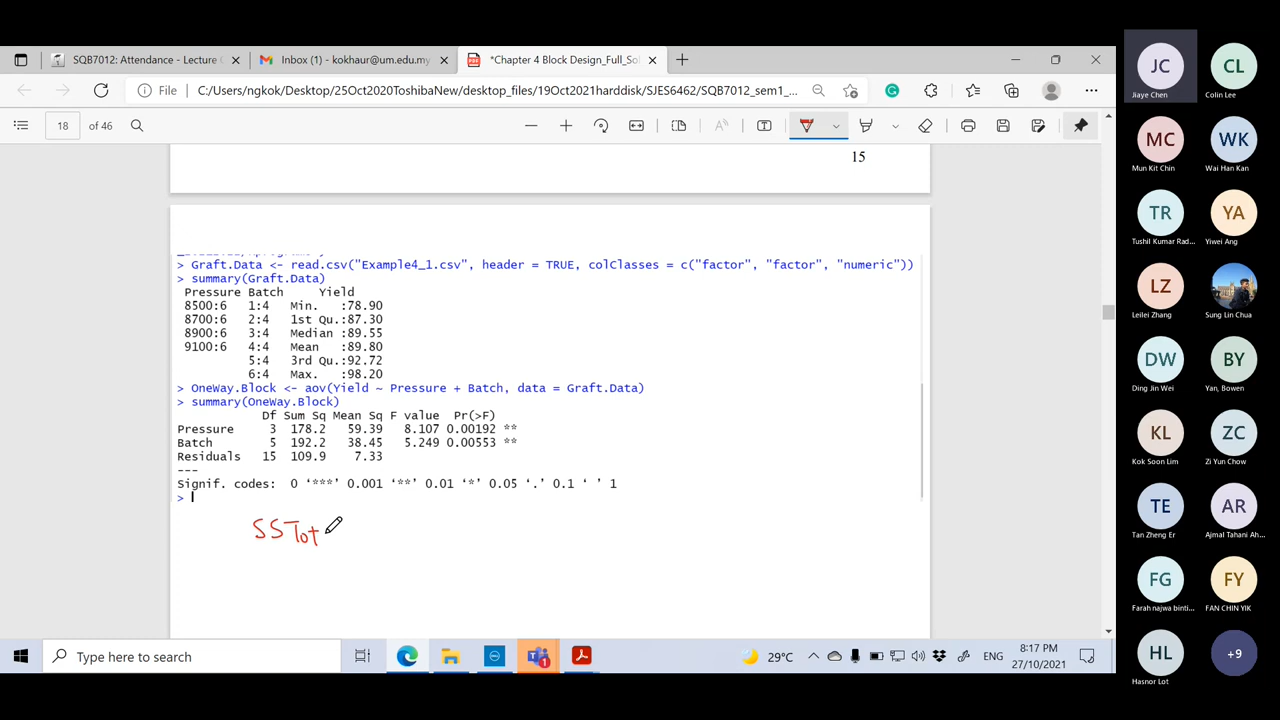 SQB7012: Attendance - Lecture C
Inbox (1) - kokhaur@um.edu.my
*Chapter 4 Block Design_Full_Sol
File
C:/Users/ngkok/Desktop/25Oct2020ToshibaNew/desktop_files/19Oct2021harddisk/SJES6462/SQB7012_sem1_...
18 of 46
15
> Graft.Data <- read.csv("Example4_1.csv", header = TRUE, colClasses = c("factor", "factor", "numeric"))
> summary(Graft.Data)
Pressure Batch Yield
8500:6 1:4 Min. :78.90
8700:6 2:4 1st Qu.:87.30
8900:6 3:4 Median :89.55
9100:6 4:4 Mean :89.80
5:4 3rd Qu.:92.72
6:4 Max. :98.20
> OneWay.Block <- aov(Yield ~ Pressure + Batch, data = Graft.Data)
> summary(OneWay.Block)
Df Sum Sq Mean Sq F value Pr(>F)
Pressure 3 178.2 59.39 8.107 0.00192 **
Batch 5 192.2 38.45 5.249 0.00553 **
Residuals 15 109.9 7.33
---
Signif. codes: 0 ‘***’ 0.001 ‘**’ 0.01 ‘*’ 0.05 ‘.’ 0.1 ‘ ’ 1
>
SSTot
Type here to search
29°C
ENG
8:17 PM
27/10/2021
JC
Jiaye Chen
CL
Colin Lee
MC
Mun Kit Chin
WK
Wai Han Kan
TR
Tushil Kumar Rad...
YA
Yiwei Ang
LZ
Leilei Zhang
Sung Lin Chua
DW
Ding Jin Wei
BY
Yan, Bowen
KL
Kok Soon Lim
ZC
Zi Yun Chow
TE
Tan Zheng Er
AR
Ajmal Tahani Ah...
FG
Farah najwa binti...
FY
FAN CHIN YIK
HL
Hasnor Lot
+9